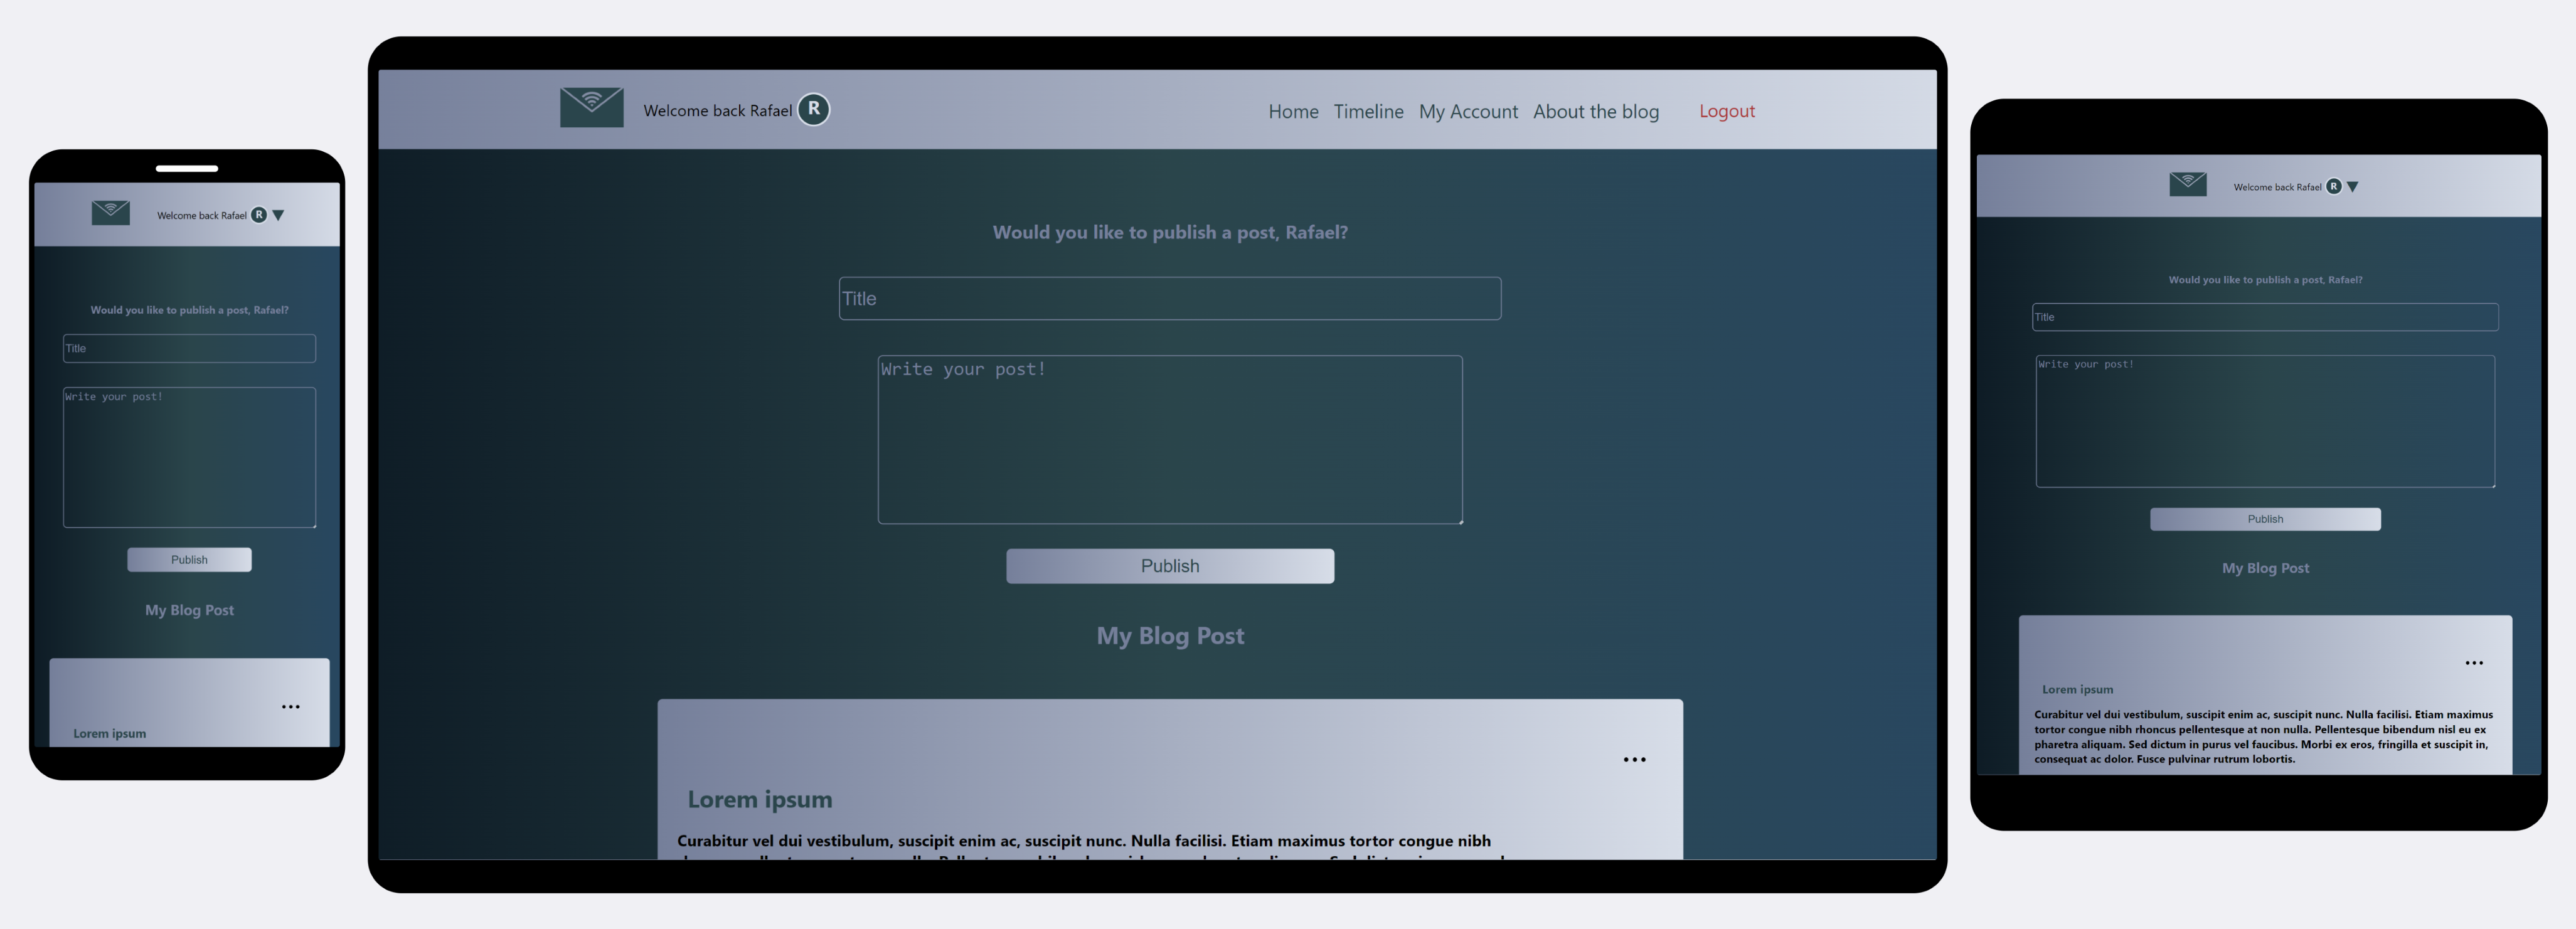 Welcome back Rafael R
Would you like to publish a post, Rafael?
Title
Write your post!
Publish
My Blog Post
...
Lorem ipsum
Welcome back Rafael R
Home Timeline My Account About the blog Logout
Would you like to publish a post, Rafael?
Title
Write your post!
Publish
My Blog Post
...
Lorem ipsum
Curabitur vel dui vestibulum, suscipit enim ac, suscipit nunc. Nulla facilisi. Etiam maximus tortor congue nibh
Welcome back Rafael R
Would you like to publish a post, Rafael?
Title
Write your post!
Publish
My Blog Post
...
Lorem ipsum
Curabitur vel dui vestibulum, suscipit enim ac, suscipit nunc. Nulla facilisi. Etiam maximus
tortor congue nibh rhoncus pellentesque at non nulla. Pellentesque bibendum nisl eu ex
pharetra aliquam. Sed dictum in purus vel faucibus. Morbi ex eros, fringilla et suscipit in,
consequat ac dolor. Fusce pulvinar rutrum lobortis.